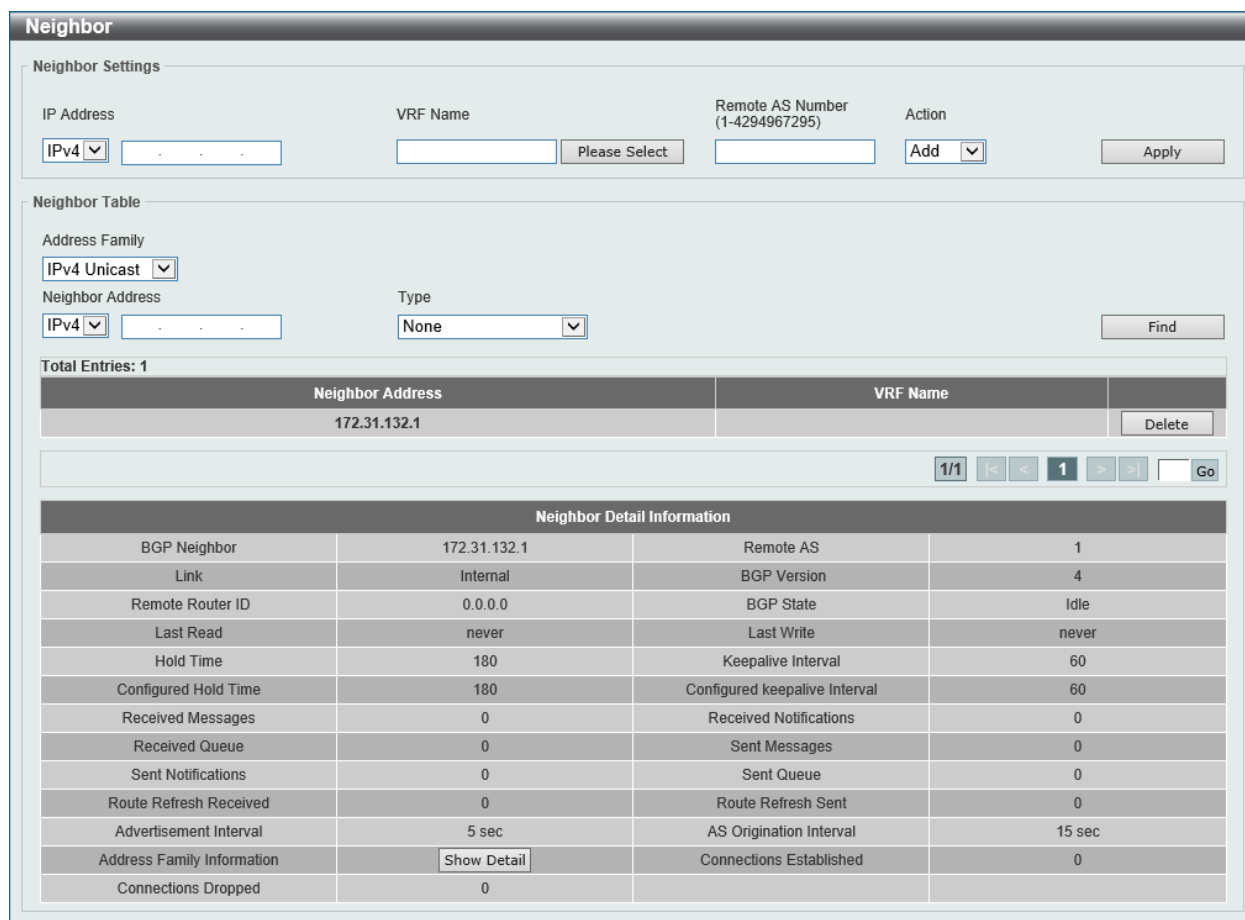 Neighbor
Neighbor Settings
IP Address VRF Name Remote AS Number (1-4294967295) Action
IPv4 . . . Please Select Add Apply
Neighbor Table
Address Family
IPv4 Unicast
Neighbor Address Type
IPv4 . . . None Find
Total Entries: 1
Neighbor Address VRF Name
172.31.132.1 Delete
1/1 |< < 1 > >| Go
Neighbor Detail Information
BGP Neighbor 172.31.132.1 Remote AS 1
Link Internal BGP Version 4
Remote Router ID 0.0.0.0 BGP State Idle
Last Read never Last Write never
Hold Time 180 Keepalive Interval 60
Configured Hold Time 180 Configured keepalive Interval 60
Received Messages 0 Received Notifications 0
Received Queue 0 Sent Messages 0
Sent Notifications 0 Sent Queue 0
Route Refresh Received 0 Route Refresh Sent 0
Advertisement Interval 5 sec AS Origination Interval 15 sec
Address Family Information Show Detail Connections Established 0
Connections Dropped 0